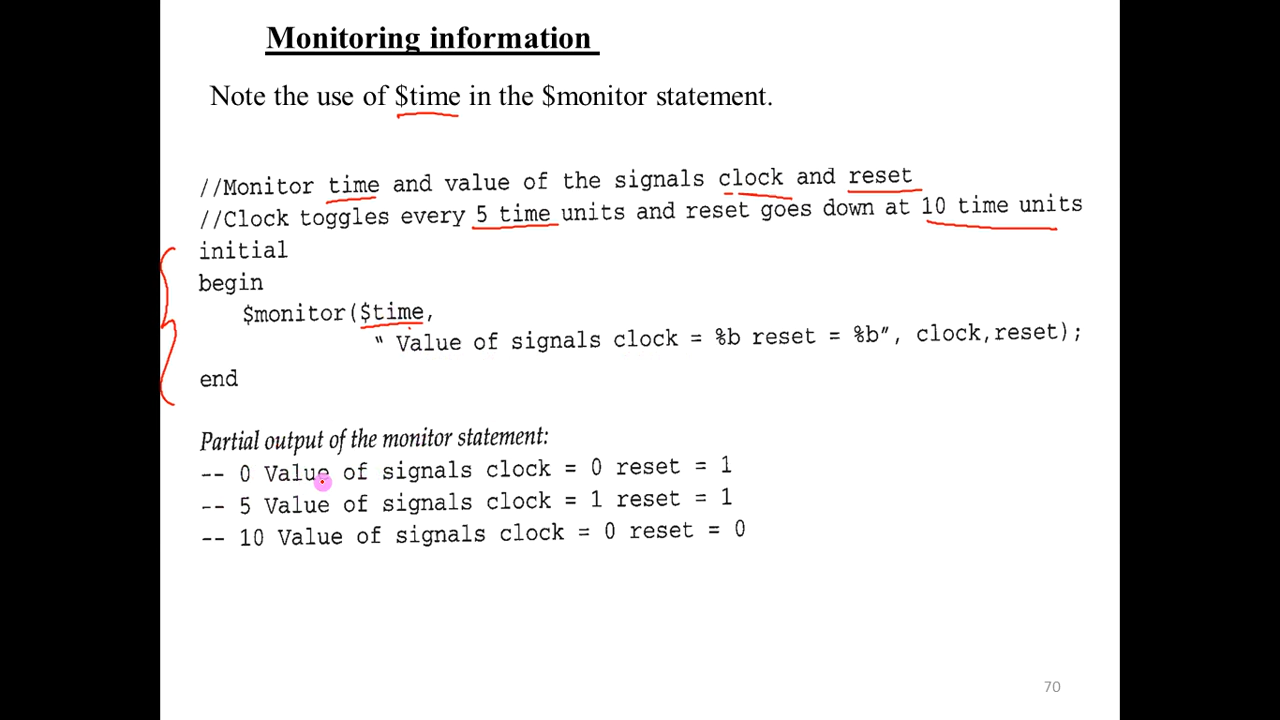 Monitoring information
Note the use of $time in the $monitor statement.
//Monitor time and value of the signals clock and reset
//Clock toggles every 5 time units and reset goes down at 10 time units
initial
begin
$monitor($time,
" Value of signals clock = %b reset = %b", clock,reset);
end
Partial output of the monitor statement:
-- 0 Value of signals clock = 0 reset = 1
-- 5 Value of signals clock = 1 reset = 1
-- 10 Value of signals clock = 0 reset = 0
70